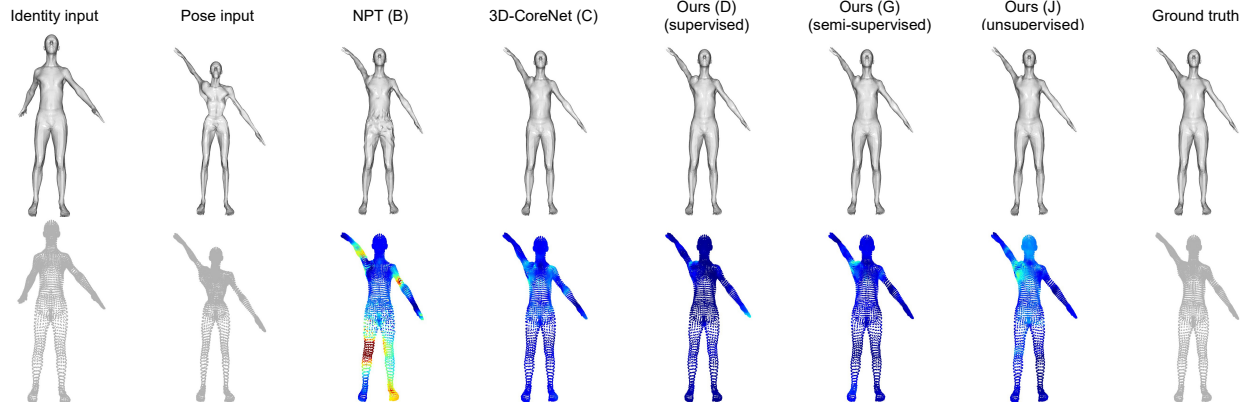 Identity input
Pose input
NPT (B)
3D-CoreNet (C)
Ours (D)
(supervised)
Ours (G)
(semi-supervised)
Ours (J)
(unsupervised)
Ground truth